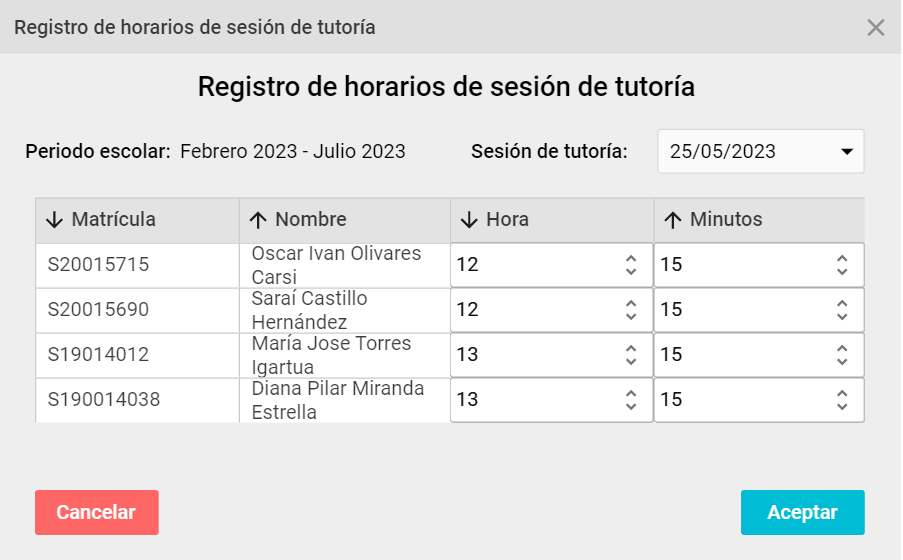 Registro de horarios de sesión de tutoría
Registro de horarios de sesión de tutoría
Periodo escolar: Febrero 2023 - Julio 2023 Sesión de tutoría: 25/05/2023
Matrícula Nombre Hora Minutos
S20015715 Oscar Ivan Olivares Carsi 12 15
S20015690 Saraí Castillo Hernández 12 15
S19014012 María Jose Torres Igartua 13 15
S190014038 Diana Pilar Miranda Estrella 13 15
Cancelar Aceptar